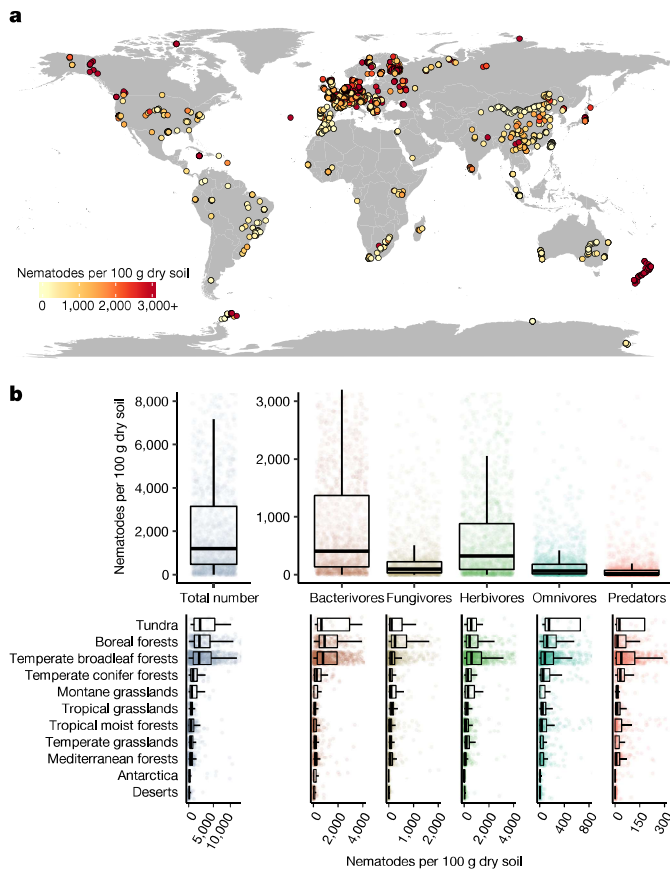 a
Nematodes per 100 g dry soil
0 1,000 2,000 3,000+
b
Nematodes per 100 g dry soil
8,000
6,000
4,000
2,000
0
3,000
2,000
1,000
0
Total number
Bacterivores Fungivores Herbivores Omnivores Predators
Tundra
Boreal forests
Temperate broadleaf forests
Temperate conifer forests
Montane grasslands
Tropical grasslands
Tropical moist forests
Temperate grasslands
Mediterranean forests
Antarctica
Deserts
0 5,000 10,000 0 2,000 4,000 0 1,000 2,000 0 2,000 4,000 0 400 800 0 150 300
Nematodes per 100 g dry soil